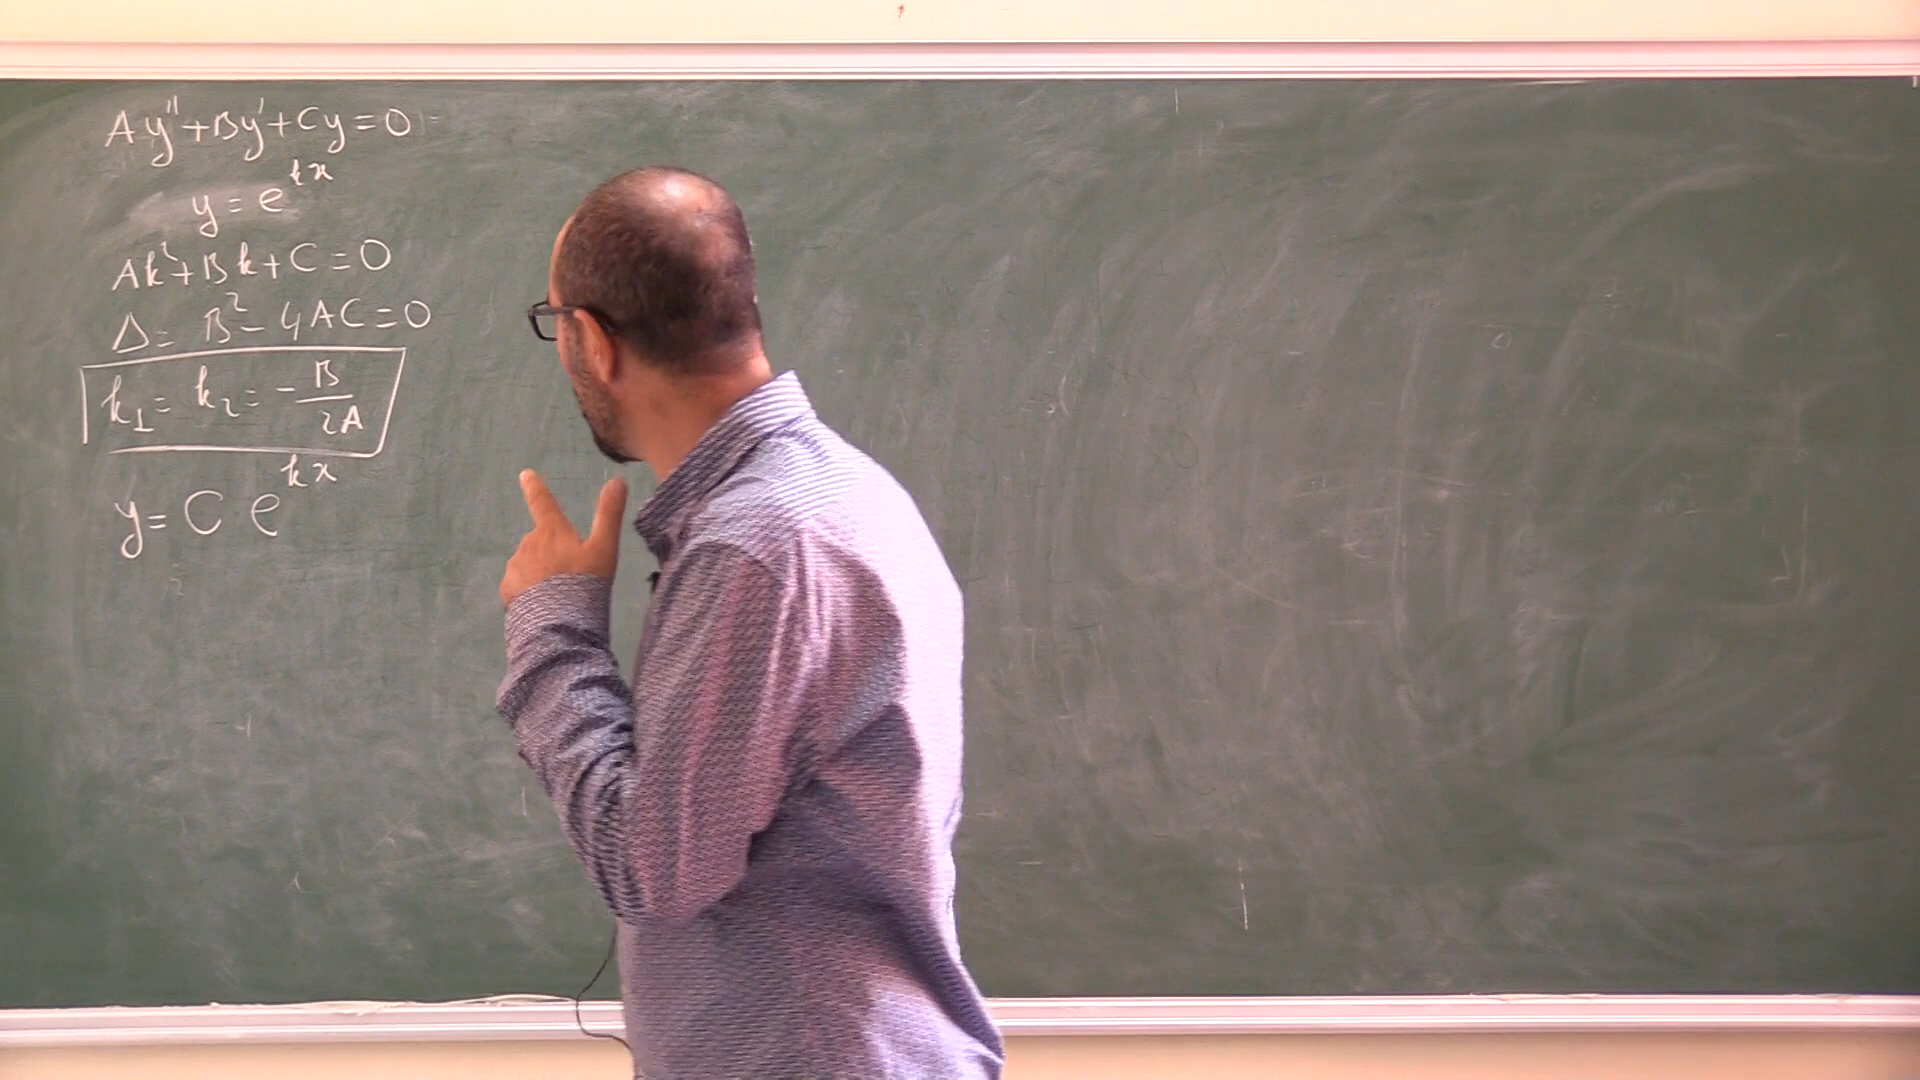 Ay''+By'+Cy=0
y=e^{kx}
Ak²+Bk+C=0
Δ= B²-4AC=0
k₁= k₂= -B/2A
y= C e^{kx}